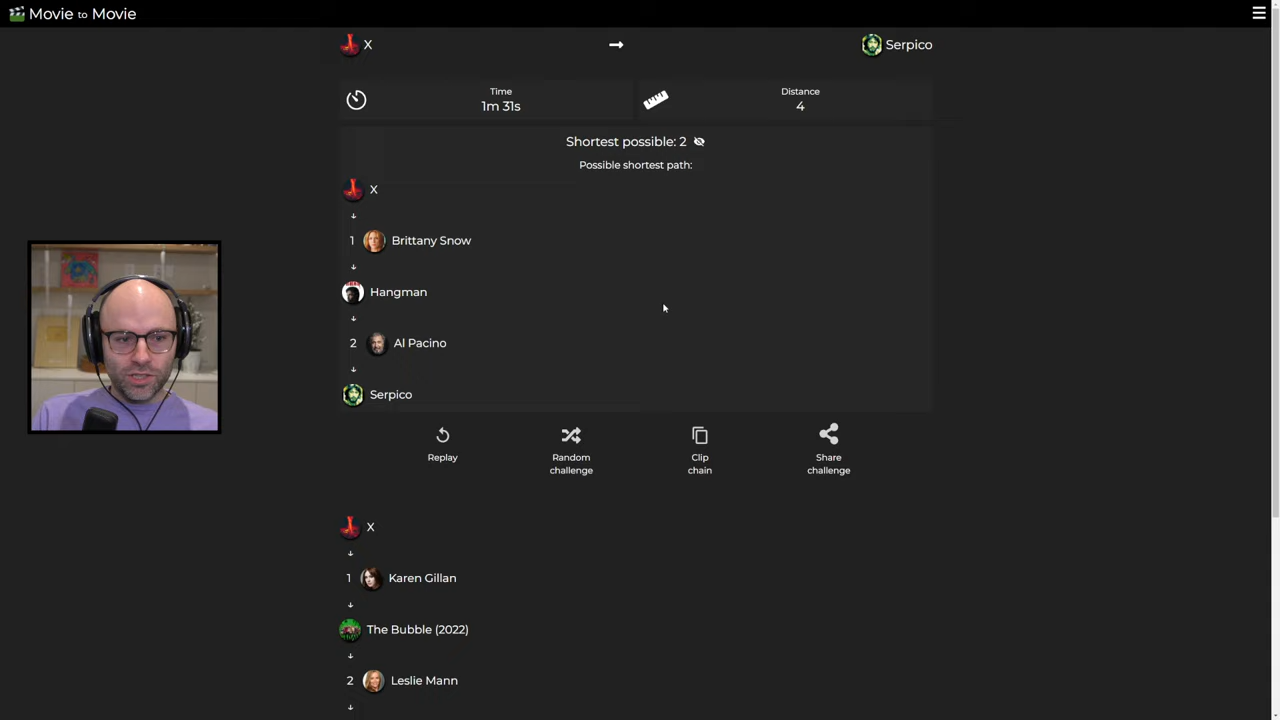 Movie to Movie
X
Serpico
Time
1m 31s
Distance
4
Shortest possible: 2
Possible shortest path:
X
1 Brittany Snow
Hangman
2 Al Pacino
Serpico
Replay
Random
challenge
Clip
chain
Share
challenge
X
1 Karen Gillan
The Bubble (2022)
2 Leslie Mann